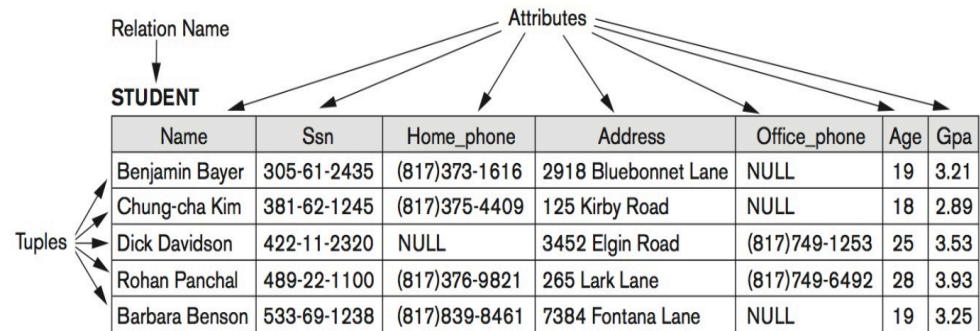 Attributes
Relation Name
STUDENT
Name Ssn Home_phone Address Office_phone Age Gpa
Benjamin Bayer 305-61-2435 (817)373-1616 2918 Bluebonnet Lane NULL 19 3.21
Chung-cha Kim 381-62-1245 (817)375-4409 125 Kirby Road NULL 18 2.89
Tuples Dick Davidson 422-11-2320 NULL 3452 Elgin Road (817)749-1253 25 3.53
Rohan Panchal 489-22-1100 (817)376-9821 265 Lark Lane (817)749-6492 28 3.93
Barbara Benson 533-69-1238 (817)839-8461 7384 Fontana Lane NULL 19 3.25